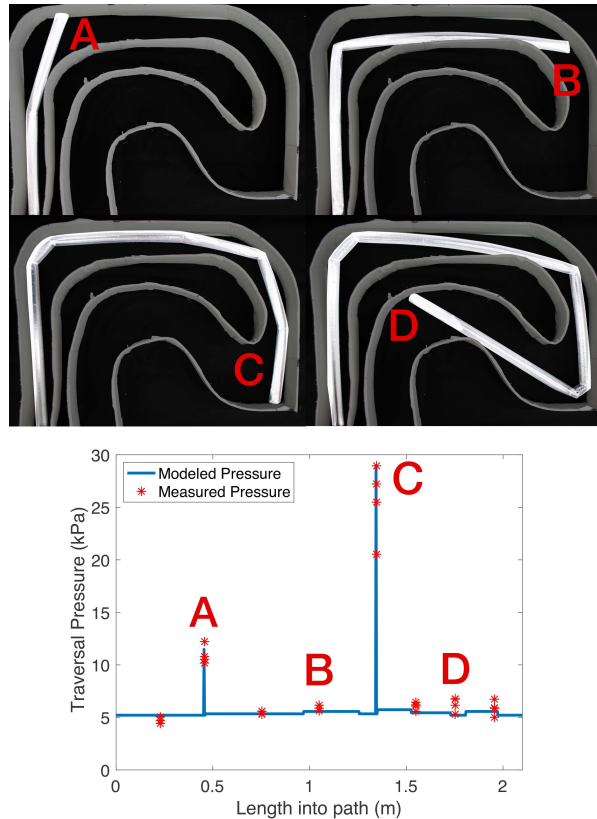 A
B
C
D
Modeled Pressure
Measured Pressure
Traversal Pressure (kPa)
30
25
20
15
10
5
0
A
B
C
D
0
0.5
1
1.5
2
Length into path (m)